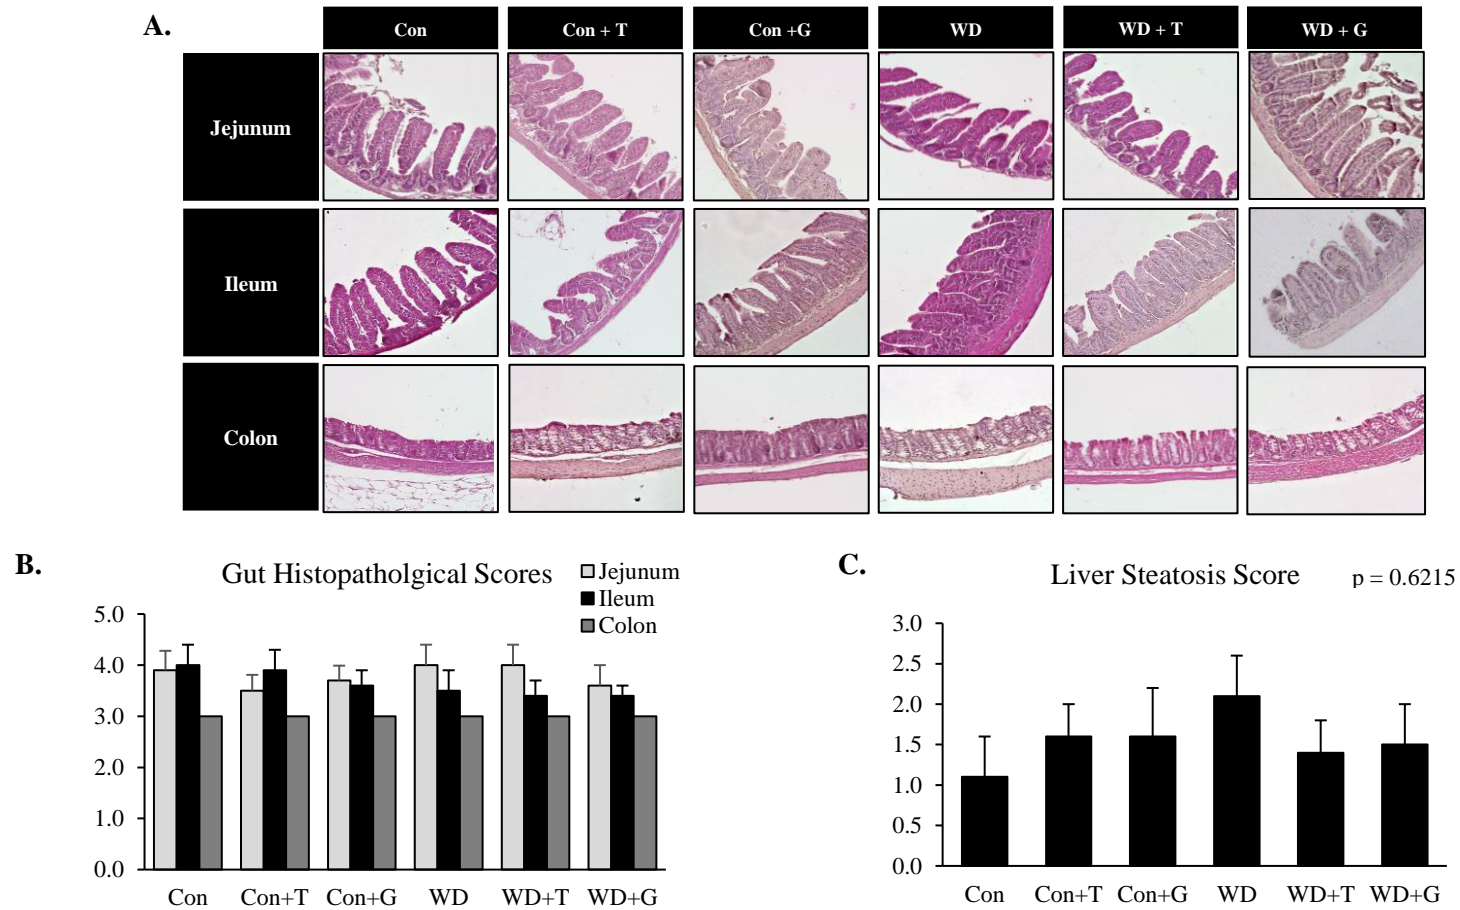 A.
Con
Con + T
Con +G
WD
WD + T
WD + G
Jejunum
Ileum
Colon
B.
Gut Histopatholgical Scores
Jejunum
Ileum
Colon
5.0
4.0
3.0
2.0
1.0
0.0
Con
Con+T
Con+G
WD
WD+T
WD+G
C.
Liver Steatosis Score
p = 0.6215
3.0
2.5
2.0
1.5
1.0
0.5
0.0
Con
Con+T
Con+G
WD
WD+T
WD+G